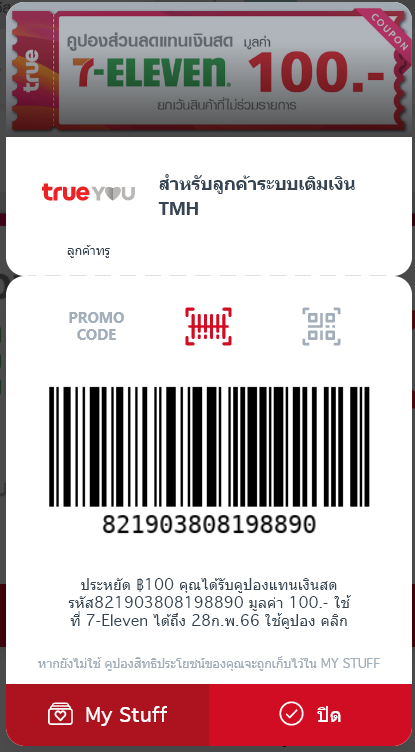 COUPON
true
คูปองส่วนลดแทนเงินสด มูลค่า
7-ELEVEN. 100.-
ยกเว้นสินค้าที่ไม่ร่วมรายการ
true YOU
สำหรับลูกค้าระบบเติมเงิน
TMH
ลูกค้าทรู
PROMO
CODE
821903808198890
ประหยัด ฿100 คุณได้รับคูปองแทนเงินสด
รหัส821903808198890 มูลค่า 100.- ใช้
ที่ 7-Eleven ได้ถึง 28ก.พ.66 ใช้คูปอง คลิก
หากยังไม่ใช้ คูปองสิทธิประโยชน์ของคุณจะถูกเก็บไว้ใน MY STUFF
My Stuff
ปิด